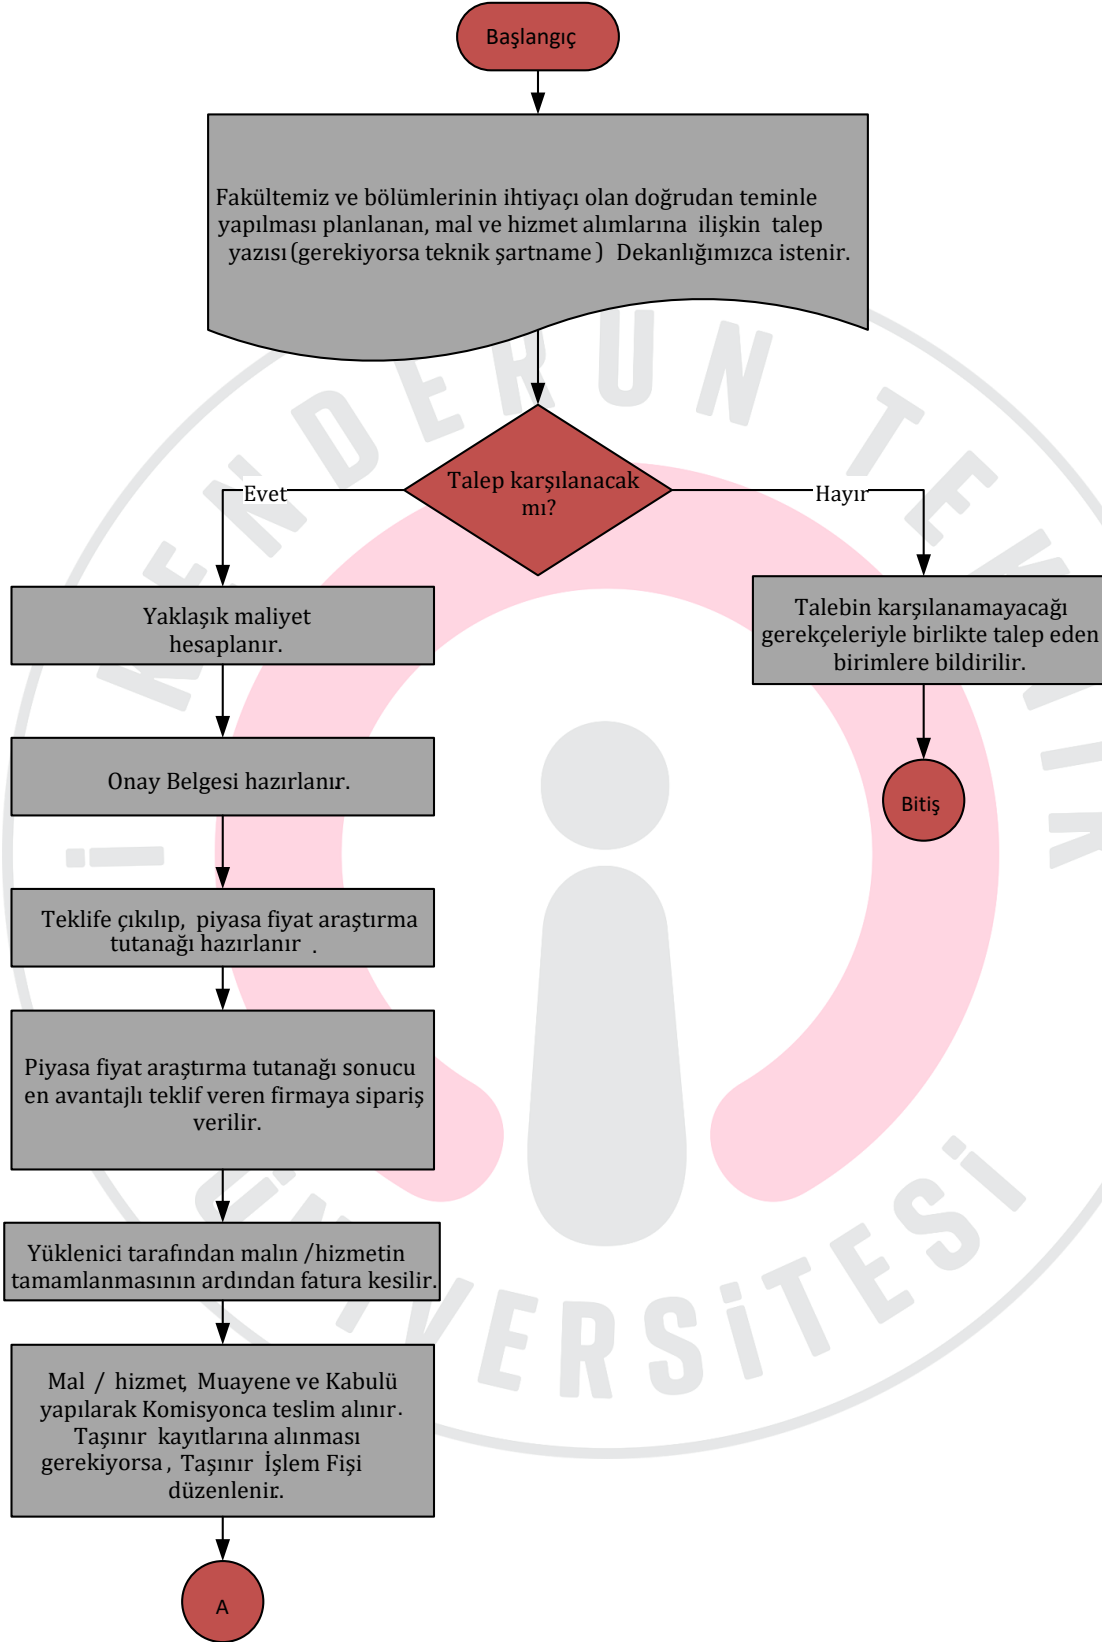 Başlangıç
Fakültemiz ve bölümlerinin ihtiyaçı olan doğrudan teminle
yapılması planlanan, mal ve hizmet alımlarına ilişkin talep
yazısı (gerekiyorsa teknik şartname ) Dekanlığımızca istenir.
Talep karşılanacak
mı?
Evet
Hayır
Yaklaşık maliyet
hesaplanır.
Talebin karşılanamayacağı
gerekçeleriyle birlikte talep eden
birimlere bildirilir.
Onay Belgesi hazırlanır.
Bitiş
Teklife çıkılıp, piyasa fiyat araştırma
tutanağı hazırlanır .
Piyasa fiyat araştırma tutanağı sonucu
en avantajlı teklif veren firmaya sipariş
verilir.
Yüklenici tarafından malın /hizmetin
tamamlanmasının ardından fatura kesilir.
Mal / hizmet, Muayene ve Kabulü
yapılarak Komisyonca teslim alınır.
Taşınır kayıtlarına alınması
gerekiyorsa , Taşınır İşlem Fişi
düzenlenir..
A
ÜNİVERSİTESİ